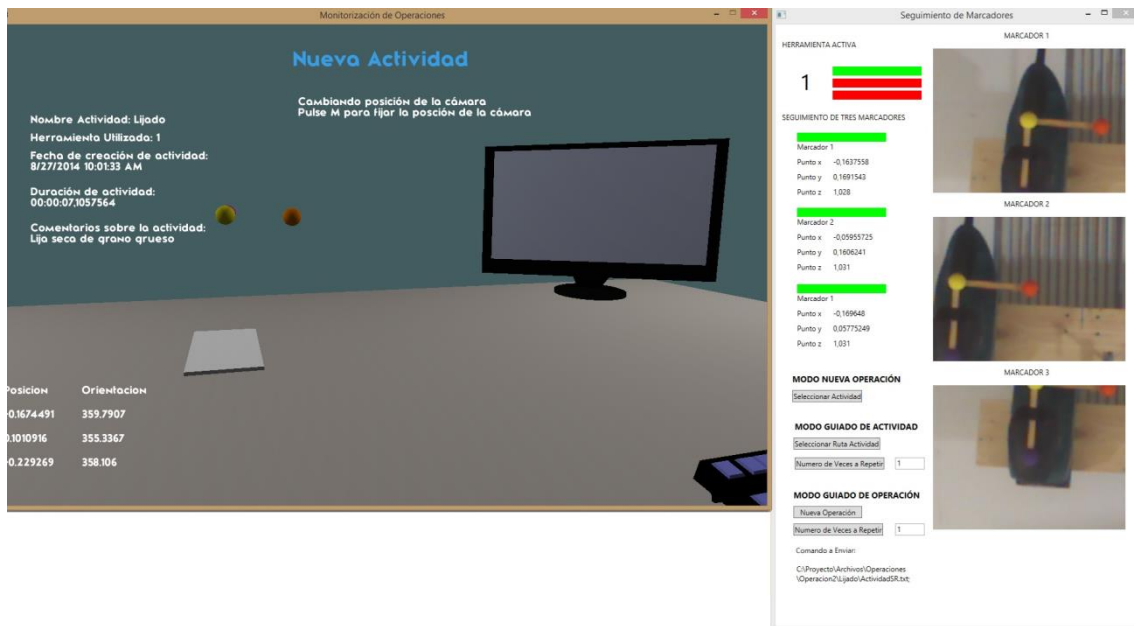 Monitorización de Operaciones
Nueva Actividad
Cambiando posición de la cámara
Pulse M para fijar la posción de la cámara
Nombre Actividad: Lijado
Herramienta Utilizada: 1
Fecha de creación de actividad:
8/27/2014 10:01:33 AM
Duración de actividad:
00:00:07,1057564
Comentarios sobre la actividad:
Lija seca de grano grueso
Posicion Orientacion
-0.1674491 359.7907
0.1010916 355.3367
-0.229269 358.106
Seguimiento de Marcadores
HERRAMIENTA ACTIVA
1
SEGUIMIENTO DE TRES MARCADORES
Marcador 1
Punto x -0,1637558
Punto y 0,1691543
Punto z 1,028
Marcador 2
Punto x -0,05955725
Punto y 0,1606241
Punto z 1,031
Marcador 1
Punto x -0,169648
Punto y 0,05775249
Punto z 1,031
MODO NUEVA OPERACIÓN
Seleccionar Actividad
MODO GUIADO DE ACTIVIDAD
Seleccionar Ruta Actividad
Numero de Veces a Repetir 1
MODO GUIADO DE OPERACIÓN
Nueva Operación
Numero de Veces a Repetir 1
Comando a Enviar:
C:\Proyecto\Archivos\Operaciones
\Operacion2\Lijado\ActividadSR.txt;
MARCADOR 1
MARCADOR 2
MARCADOR 3